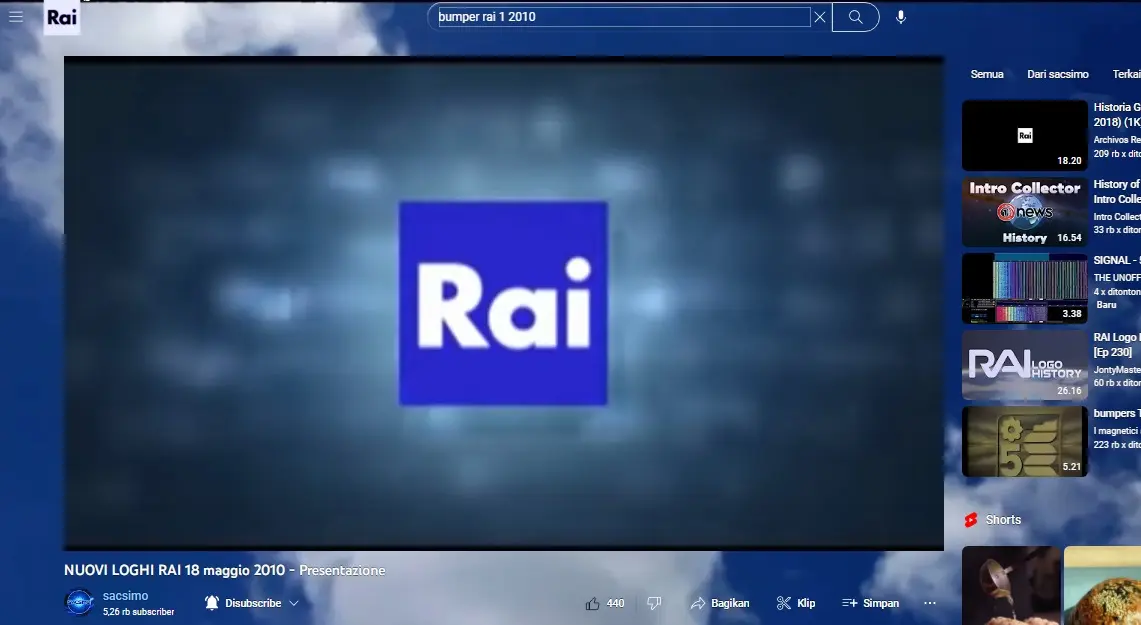 Rai
bumper rai 1 2010
Rai
Semua
Dari sacsimo
Terkai
Rai
18.20
Historia G
2018) (1K
Archivos Re
209 rb x dito
Intro Collector
news
History
16.54
History of
Intro Colle
Intro Collect
33 rb x diton
3.38
SIGNAL - 5
THE UNOFF
4 x ditonton
Baru
RAI LOGO
HISTORY
26.16
RAI Logo
[Ep 230]
JontyMaste
60 rb x diton
5.21
bumpers T
I magnetici
223 rb x dito
Shorts
NUOVI LOGHI RAI 18 maggio 2010 - Presentazione
sacsimo
5,26 rb subscriber
Disubscribe
440
Bagikan
Klip
Simpan